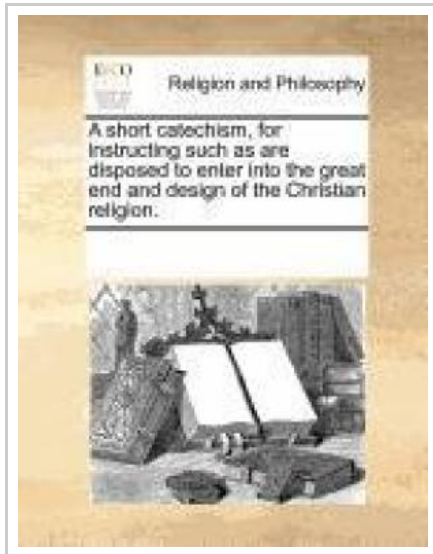 ECCO
Religion and Philosophy
A short catechism, for
instructing such as are
disposed to enter into the great
end and design of the Christian
religion.